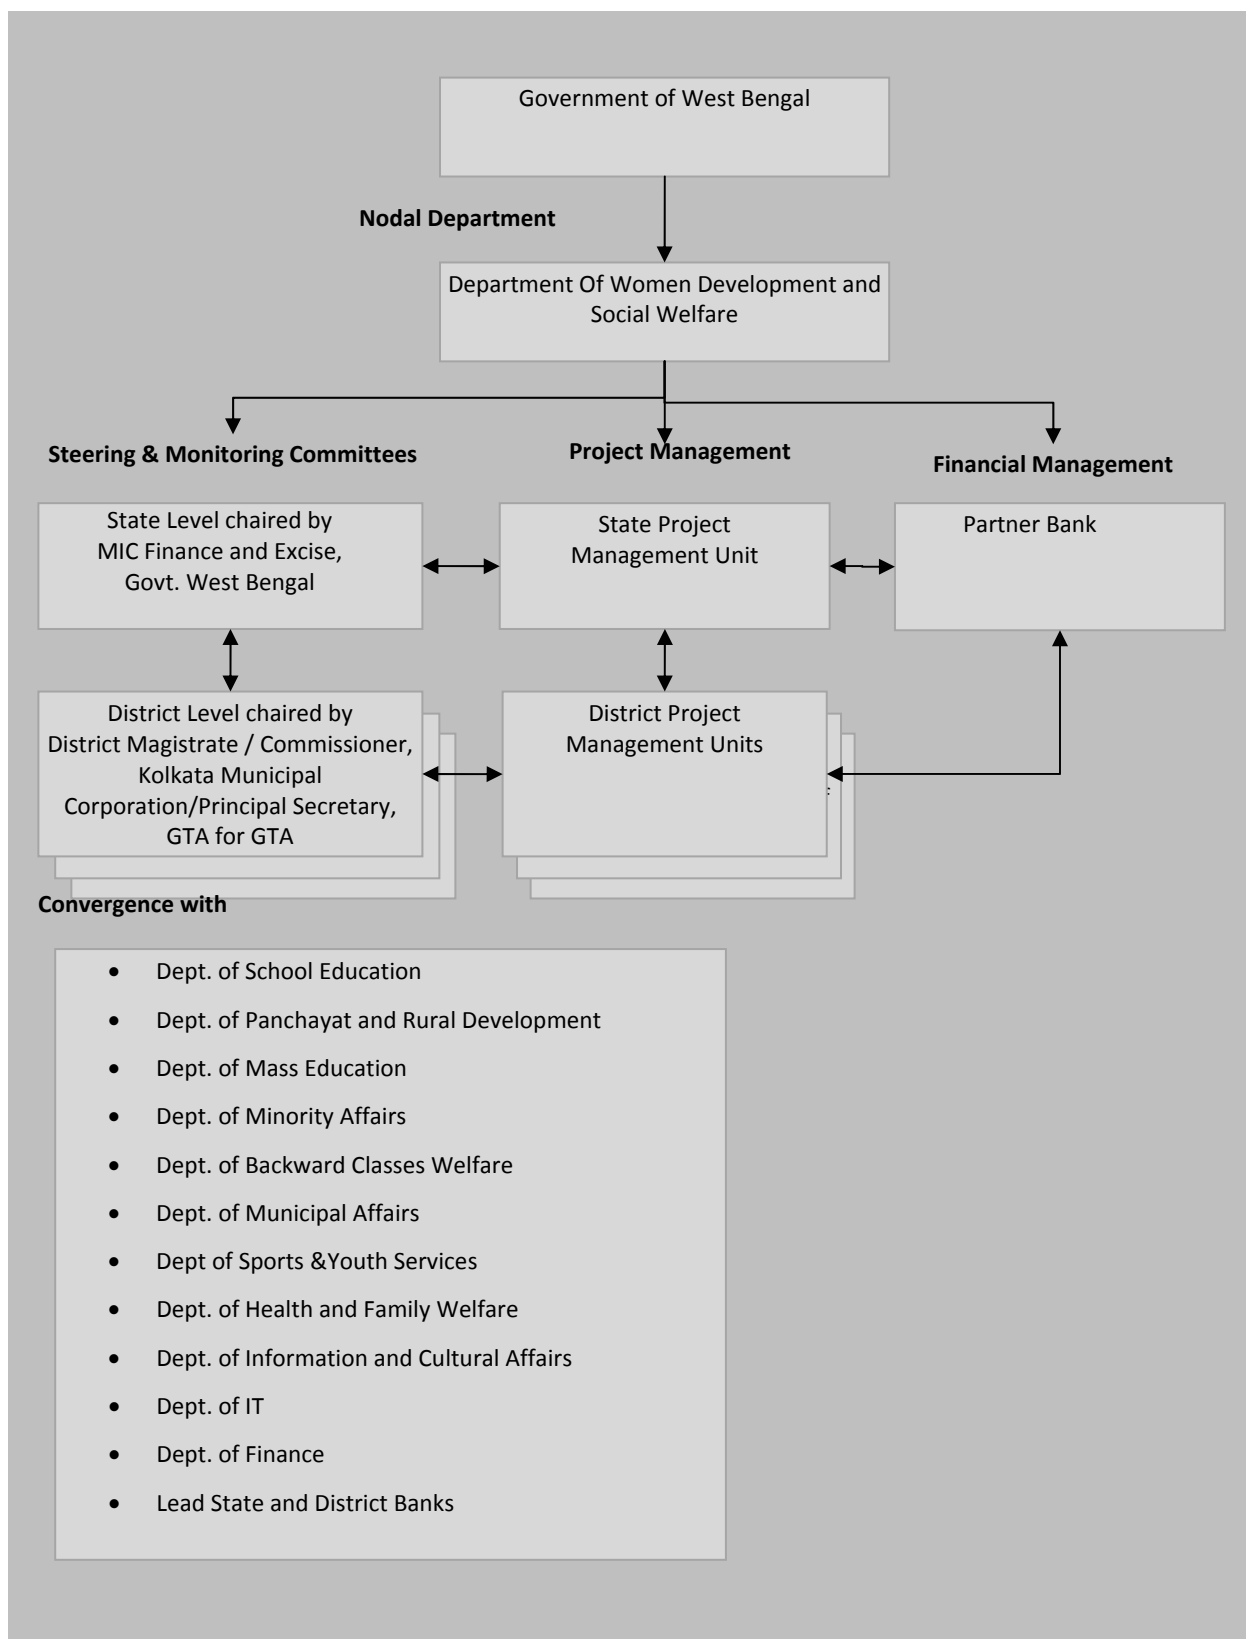 Government of West Bengal
Nodal Department
Department Of Women Development and
Social Welfare
Steering & Monitoring Committees
Project Management
Financial Management
State Level chaired by
MIC Finance and Excise,
Govt. West Bengal
State Project
Management Unit
Partner Bank
District Level chaired by
District Magistrate / Commissioner,
Kolkata Municipal
Corporation/Principal Secretary,
GTA for GTA
District Project
Management Units
Convergence with
• Dept. of School Education
• Dept. of Panchayat and Rural Development
• Dept. of Mass Education
• Dept. of Minority Affairs
• Dept. of Backward Classes Welfare
• Dept. of Municipal Affairs
• Dept of Sports &Youth Services
• Dept. of Health and Family Welfare
• Dept. of Information and Cultural Affairs
• Dept. of IT
• Dept. of Finance
• Lead State and District Banks